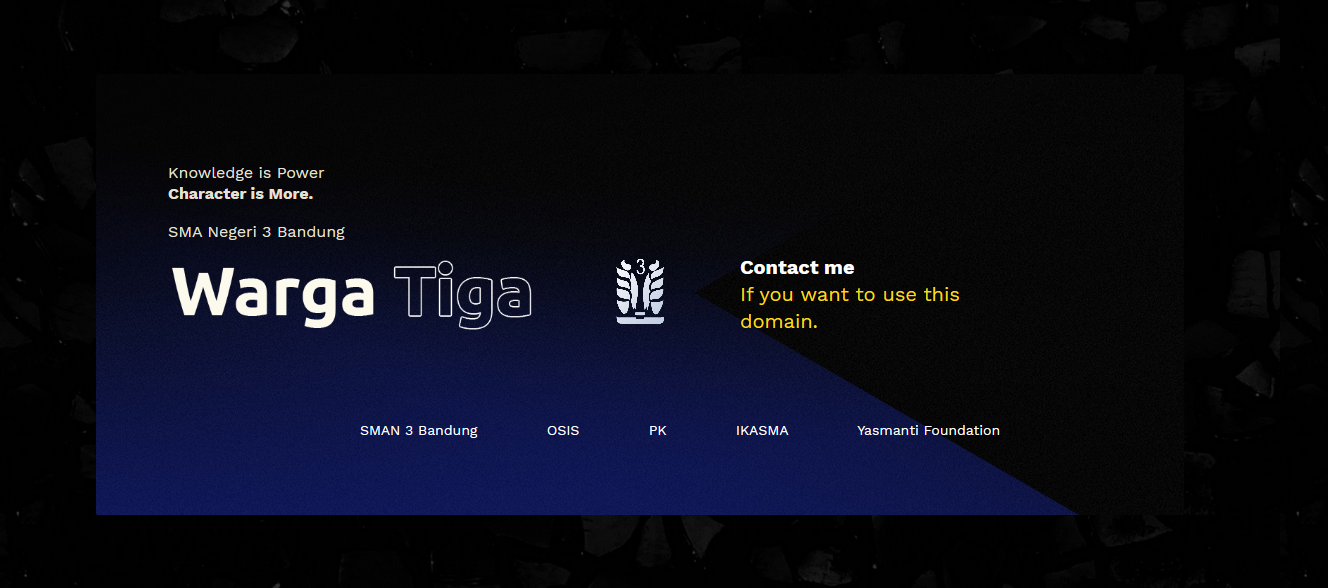 Knowledge is Power
Character is More.
SMA Negeri 3 Bandung
Warga Tiga
3
Contact me
If you want to use this
domain.
SMAN 3 Bandung OSIS PK IKASMA Yasmanti Foundation